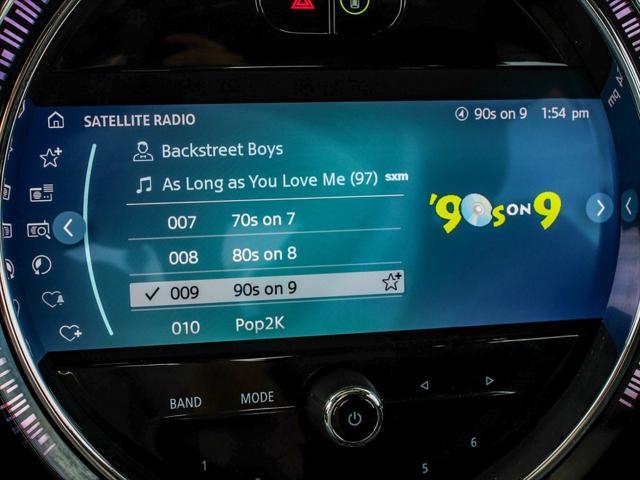 SATELLITE RADIO 90s on 9 1:54 pm
Backstreet Boys
As Long as You Love Me (97) sxm
'90s ON 9
007 70s on 7
008 80s on 8
009 90s on 9
010 Pop2K
BAND MODE
1 5 6